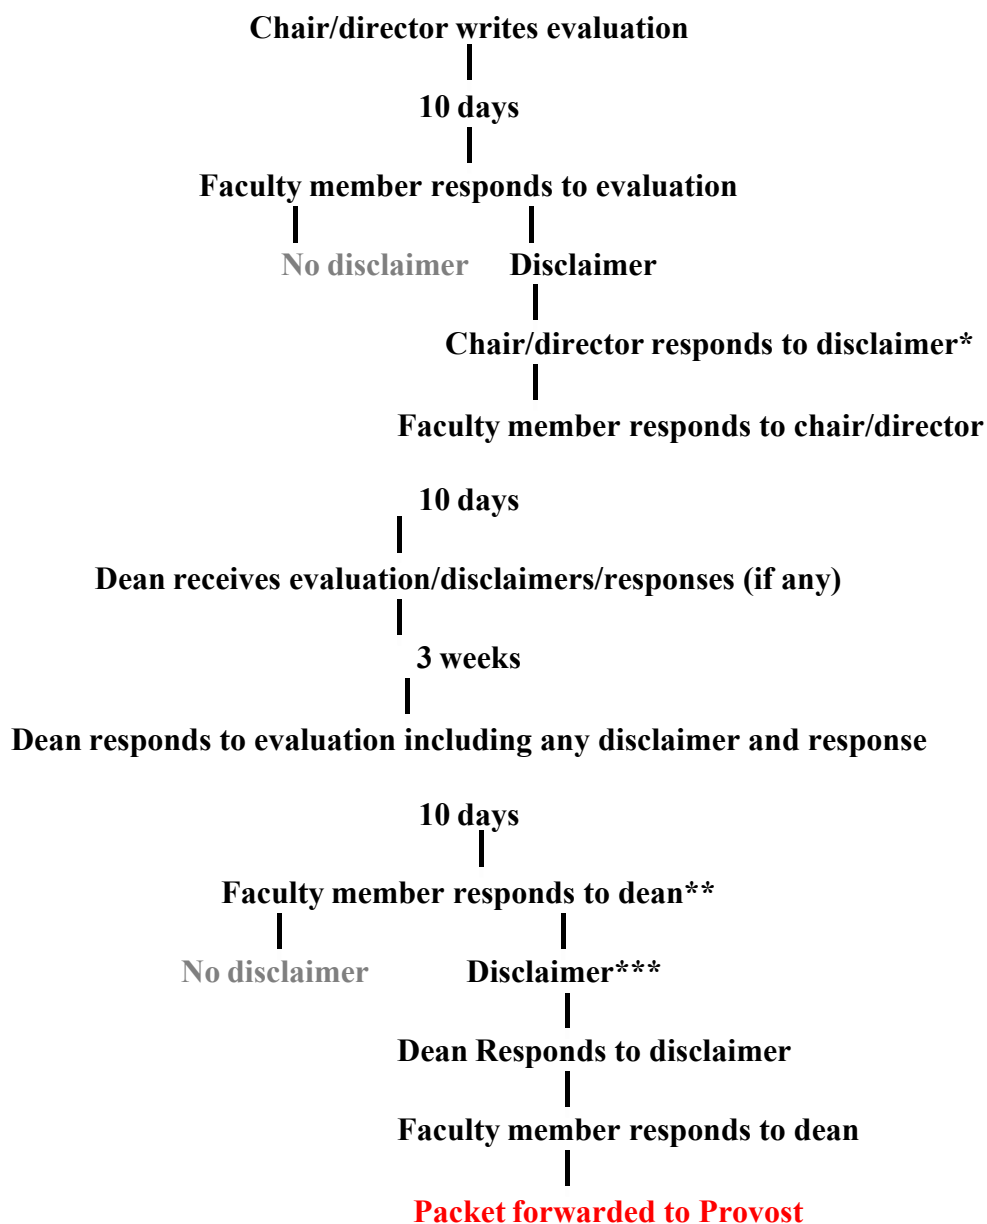 Chair/director writes evaluation
10 days
Faculty member responds to evaluation
No disclaimer Disclaimer
Chair/director responds to disclaimer*
Faculty member responds to chair/director
10 days
Dean receives evaluation/disclaimers/responses (if any)
3 weeks
Dean responds to evaluation including any disclaimer and response
10 days
Faculty member responds to dean**
No disclaimer Disclaimer***
Dean Responds to disclaimer
Faculty member responds to dean
Packet forwarded to Provost